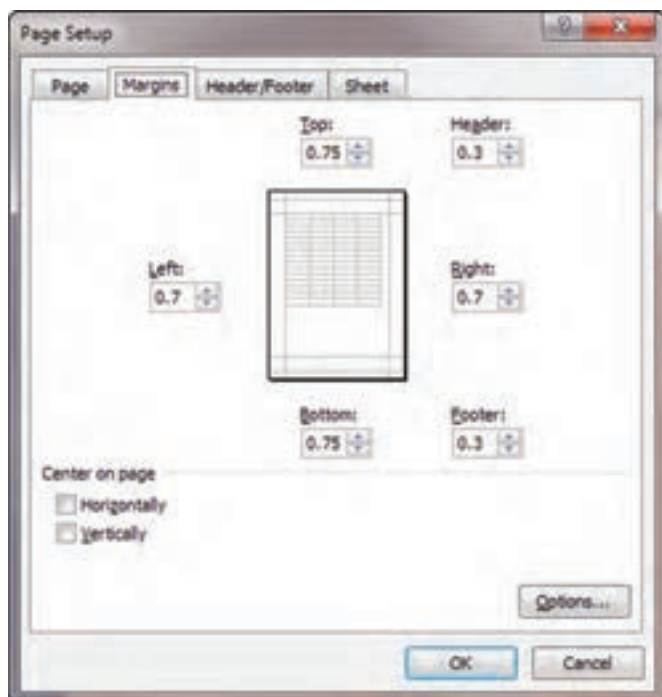 Page Setup
Page Margins Header/Footer Sheet
Top: Header:
0.75 0.3
Left: Right:
0.7 0.7
Bottom: Footer:
0.75 0.3
Center on page
Horizontally
Vertically
Options...
OK Cancel